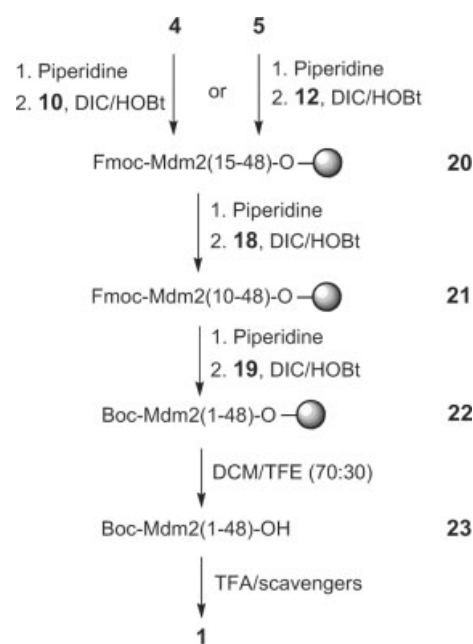 4 5
1. Piperidine
2. 10, DIC/HOBt
or
1. Piperidine
2. 12, DIC/HOBt
Fmoc-Mdm2(15-48)-O 20
1. Piperidine
2. 18, DIC/HOBt
Fmoc-Mdm2(10-48)-O 21
1. Piperidine
2. 19, DIC/HOBt
Boc-Mdm2(1-48)-O 22
DCM/TFE (70:30)
Boc-Mdm2(1-48)-OH 23
TFA/scavengers
1